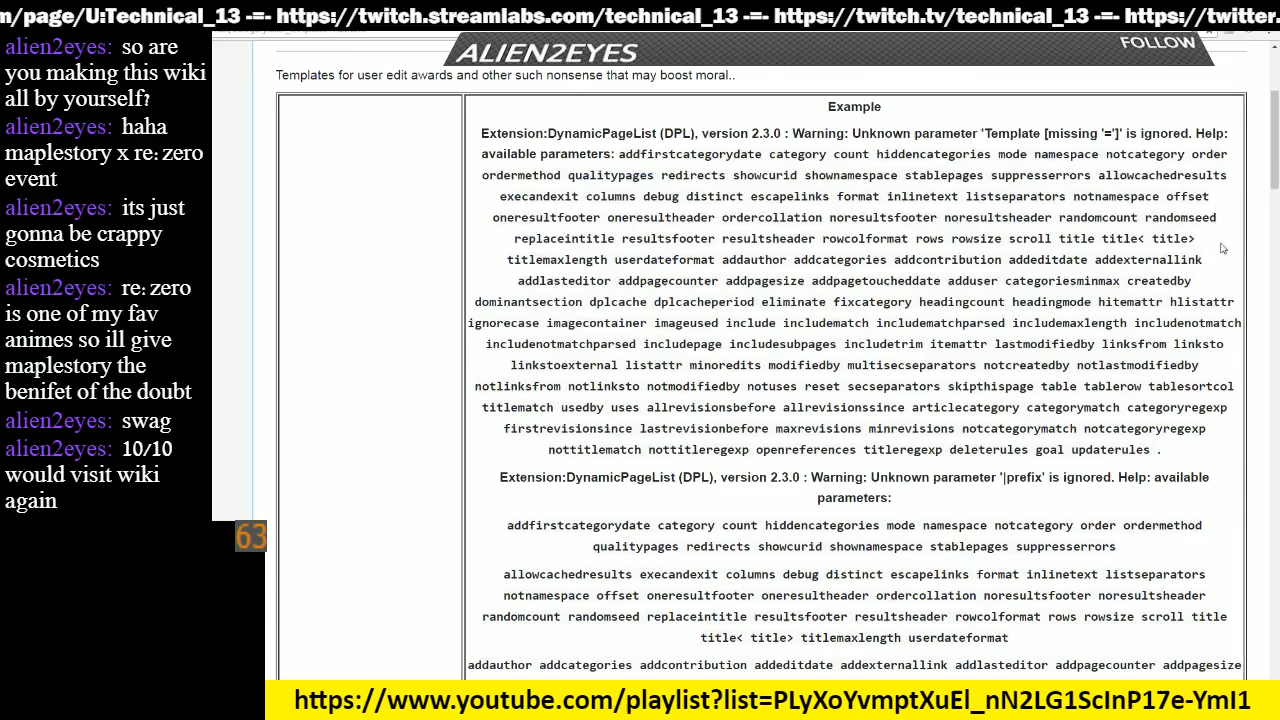 m/page/U:Technical_13 -=- https://twitch.streamlabs.com/technical_13 -=- https://twitch.tv/technical_13 -=- https://twitter.
alien2eyes: so are
you making this wiki
all by yourself?
alien2eyes: haha
maplestory x re:zero
event
alien2eyes: its just
gonna be crappy
cosmetics
alien2eyes: re:zero
is one of my fav
animes so ill give
maplestory the
benifet of the doubt
alien2eyes: swag
alien2eyes: 10/10
would visit wiki
again
63
ALIEN2EYES
FOLLOW
Templates for user edit awards and other such nonsense that may boost moral..
Example
Extension:DynamicPageList (DPL), version 2.3.0 : Warning: Unknown parameter 'Template [missing '=']' is ignored. Help:
available parameters: addfirstcategorydate category count hiddencategories mode namespace notcategory order
ordermethod qualitypages redirects showcurid shownamespace stablepages suppresserrors allowcachedresults
execandexit columns debug distinct escapelinks format inlinetext listseparators notnamespace offset
oneresultfooter oneresultheader ordercollation noresultsfooter noresultsheader randomcount randomseed
replaceintitle resultsfooter resultsheader rowcolformat rows rowsize scroll title title< title>
titlemaxlength userdateformat addauthor addcategories addcontribution addeditdate addexternallink
addlasteditor addpagecounter addpagesize addpagetoucheddate adduser categoriesminmax createdby
dominantsection dplcache dplcacheperiod eliminate fixcategory headingcount headingmode hitemattr hlistattr
ignorecase imagecontainer imageused include includematch includematchparsed includemaxlength includenotmatch
includenotmatchparsed includepage includesubpages includetrim itemattr lastmodifiedby linksfrom linksto
linkstoexternal listattr minoredits modifiedby multisecseparators notcreatedby notlastmodifiedby
notlinksfrom notlinksto notmodifiedby notuses reset secseparators skipthispage table tablerow tablesortcol
titlematch usedby uses allrevisionsbefore allrevisionssince articlecategory categorymatch categoryregexp
firstrevisionsince lastrevisionbefore maxrevisions minrevisions notcategorymatch notcategoryregexp
nottitlematch nottitleregexp openreferences titleregexp deleterules goal updaterules .
Extension:DynamicPageList (DPL), version 2.3.0 : Warning: Unknown parameter '|prefix' is ignored. Help: available
parameters:
addfirstcategorydate category count hiddencategories mode namespace notcategory order ordermethod
qualitypages redirects showcurid shownamespace stablepages suppresserrors
allowcachedresults execandexit columns debug distinct escapelinks format inlinetext listseparators
notnamespace offset oneresultfooter oneresultheader ordercollation noresultsfooter noresultsheader
randomcount randomseed replaceintitle resultsfooter resultsheader rowcolformat rows rowsize scroll title
title< title> titlemaxlength userdateformat
addauthor addcategories addcontribution addeditdate addexternallink addlasteditor addpagecounter addpagesize
https://www.youtube.com/playlist?list=PLyXoYvmptXuEl_nN2LG1ScInP17e-YmI1